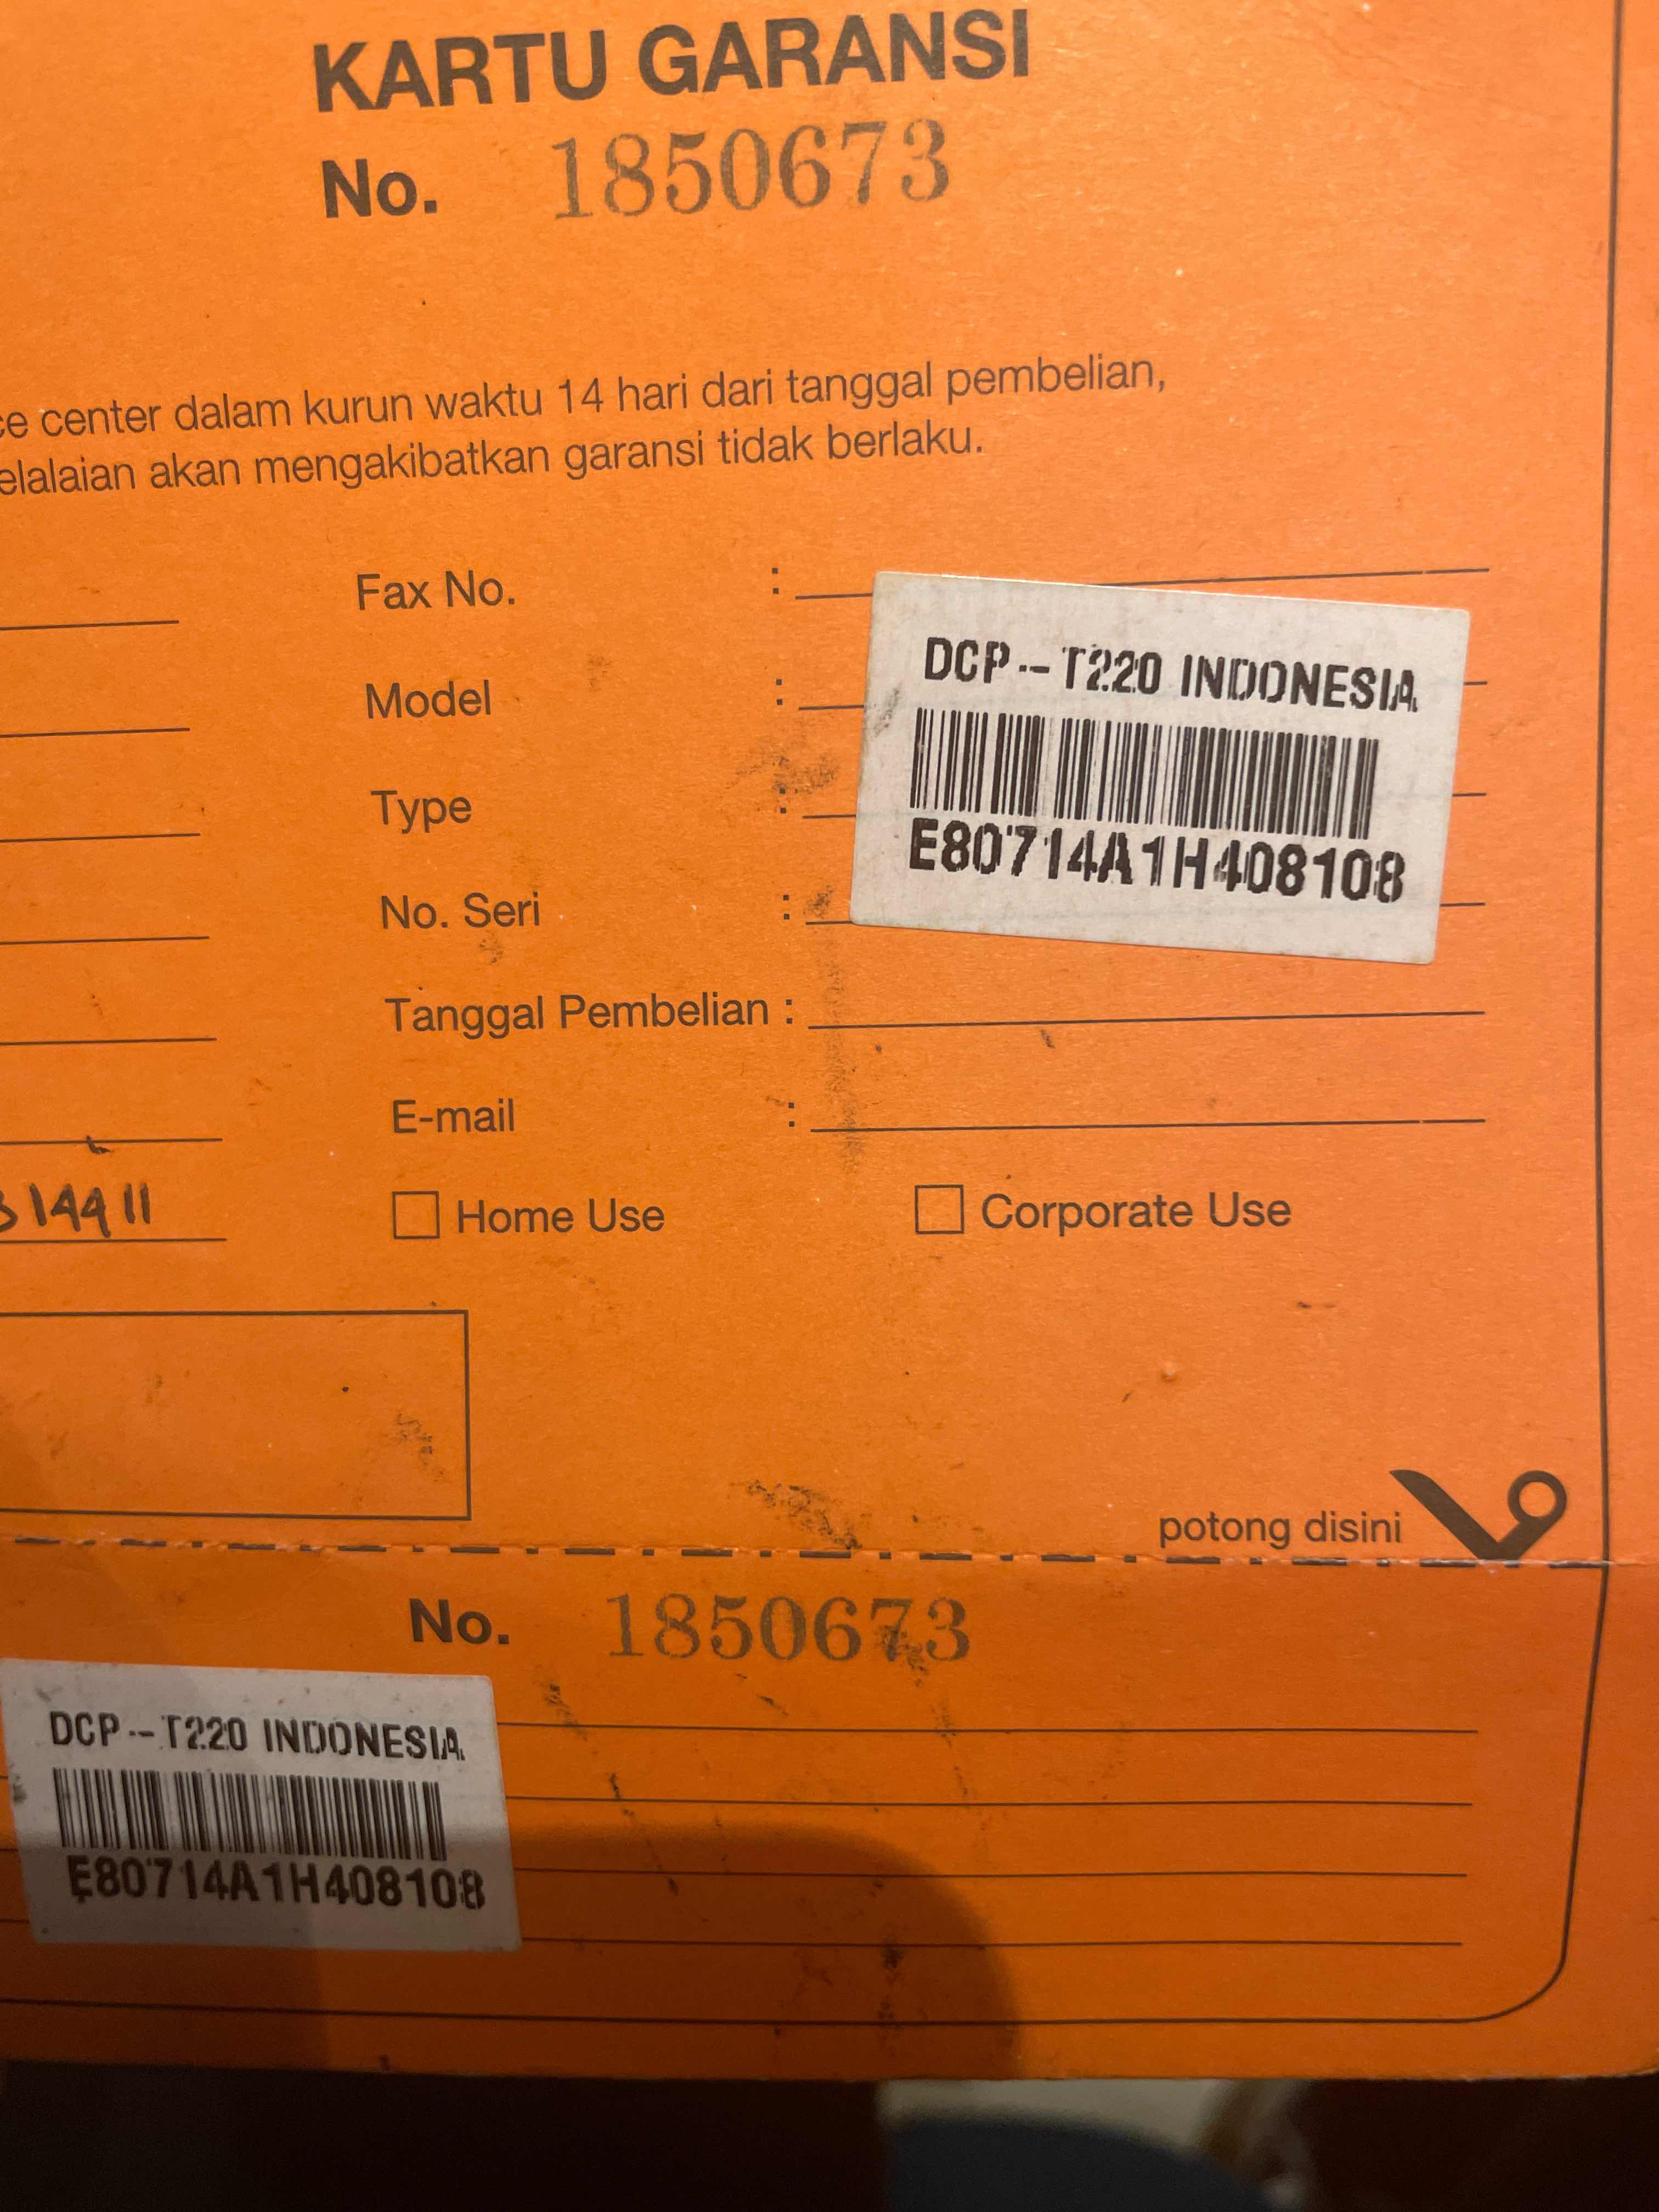 KARTU GARANSI
No. 1850673
center dalam kurun waktu 14 hari dari tanggal pembelian,
akan mengakibatkan garansi tidak berlaku.
Fax No. :
Model :
Type :
No. Seri :
DCP-T220 INDONESIA
E80714A1H408108
Tanggal Pembelian :
E-mail :
14911
Home Use
Corporate Use
potong disini
No. 1850673
DCP-T220 INDONESIA
E80714A1H408108